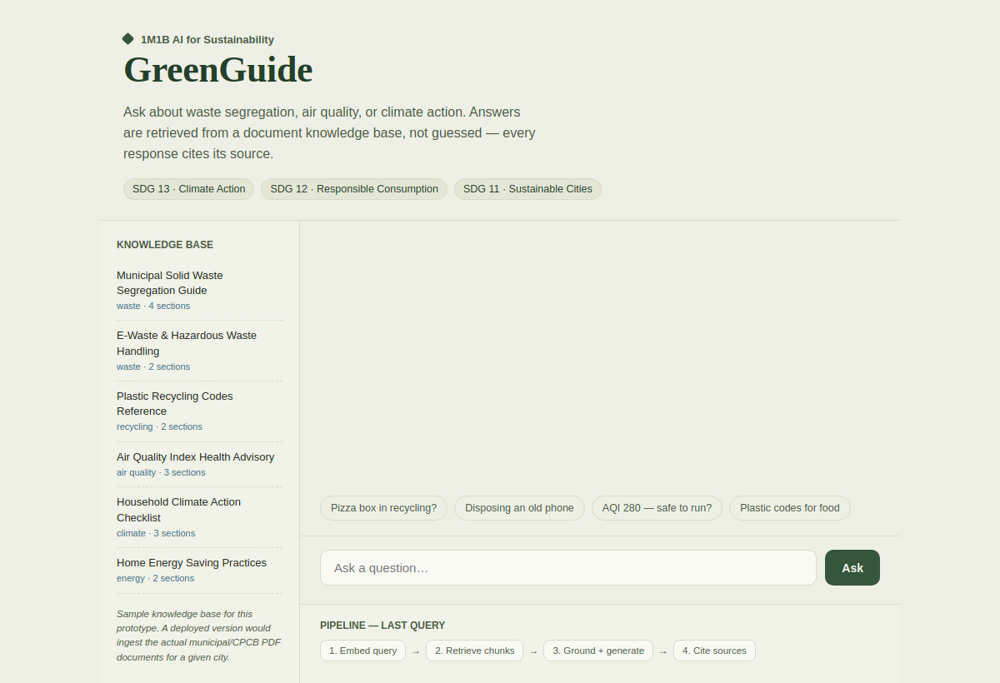 1M1B AI for Sustainability
GreenGuide
Ask about waste segregation, air quality, or climate action. Answers
are retrieved from a document knowledge base, not guessed — every
response cites its source.
SDG 13 · Climate Action
SDG 12 · Responsible Consumption
SDG 11 · Sustainable Cities
KNOWLEDGE BASE
Municipal Solid Waste
Segregation Guide
waste · 4 sections
E-Waste & Hazardous Waste
Handling
waste · 2 sections
Plastic Recycling Codes
Reference
recycling · 2 sections
Air Quality Index Health Advisory
air quality · 3 sections
Household Climate Action
Checklist
climate · 3 sections
Home Energy Saving Practices
energy · 2 sections
Sample knowledge base for this
prototype. A deployed version would
ingest the actual municipal/CPCB PDF
documents for a given city.
Pizza box in recycling?
Disposing an old phone
AQI 280 — safe to run?
Plastic codes for food
Ask a question…
Ask
PIPELINE — LAST QUERY
1. Embed query → 2. Retrieve chunks → 3. Ground + generate → 4. Cite sources